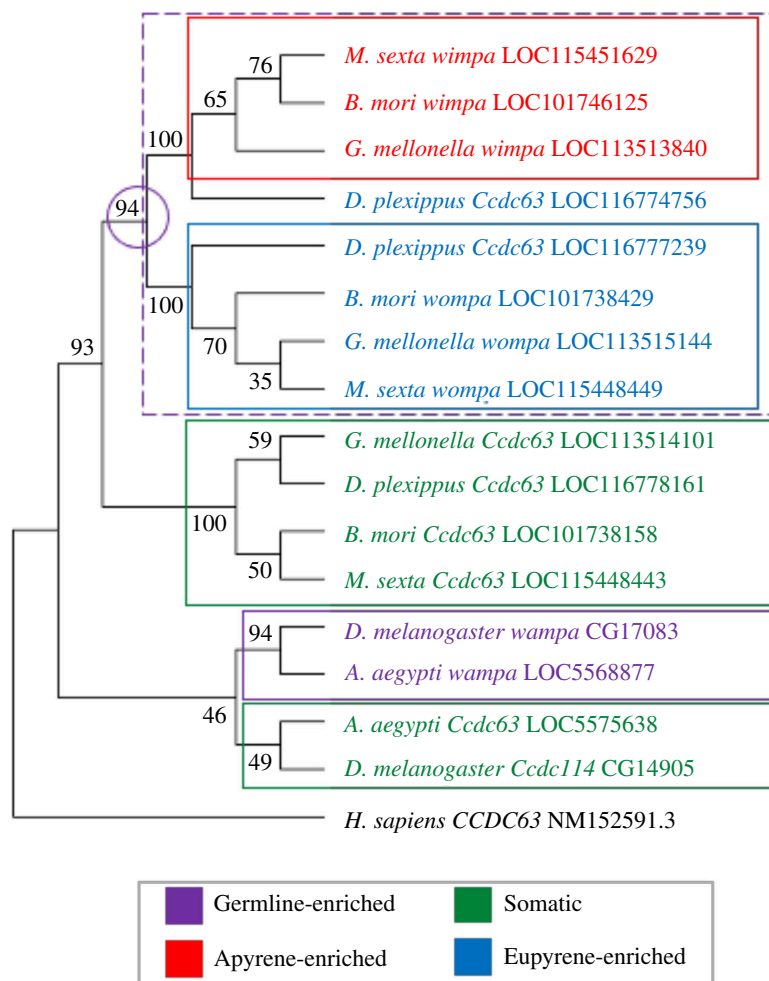 76
M. sexta wimpa LOC115451629
65
B. mori wimpa LOC101746125
100
G. mellonella wimpa LOC113513840
94
D. plexippus Ccdc63 LOC116774756
D. plexippus Ccdc63 LOC116777239
100
B. mori wompa LOC101738429
70
G. mellonella wompa LOC113515144
93
35
M. sexta wompa LOC115448449
59
G. mellonella Ccdc63 LOC113514101
D. plexippus Ccdc63 LOC116778161
100
B. mori Ccdc63 LOC101738158
50
M. sexta Ccdc63 LOC115448443
94
D. melanogaster wampa CG17083
A. aegypti wampa LOC5568877
46
A. aegypti Ccdc63 LOC5575638
49
D. melanogaster Ccdc114 CG14905
H. sapiens CCDC63 NM152591.3
Germline-enriched
Somatic
Apyrene-enriched
Eupyrene-enriched